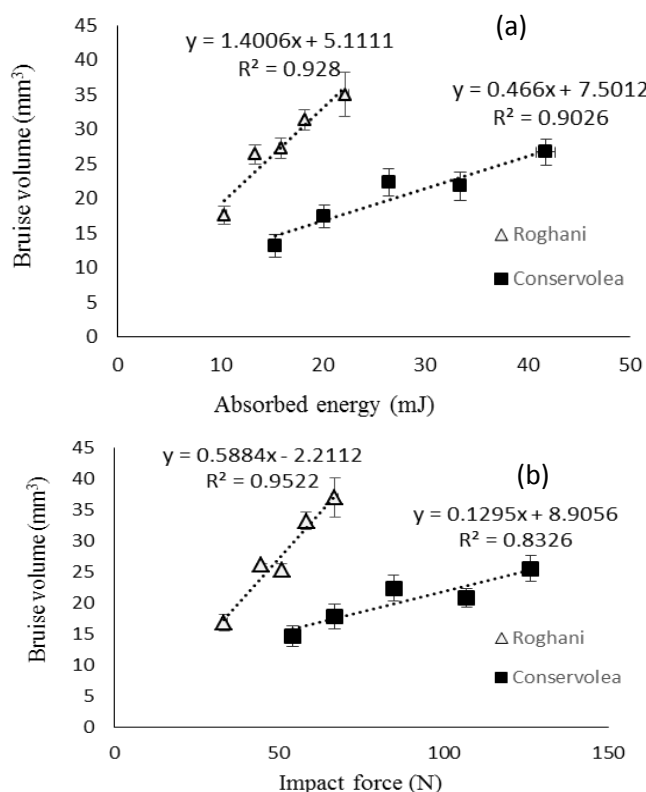 (a)
y = 1.4006x + 5.1111
R² = 0.928
y = 0.466x + 7.5012
R² = 0.9026
Bruise volume (mm³)
45
40
35
30
25
20
15
10
5
0
Roghani
Conservolea
0 10 20 30 40 50
Absorbed energy (mJ)
(b)
y = 0.5884x - 2.2112
R² = 0.9522
y = 0.1295x + 8.9056
R² = 0.8326
Bruise volume (mm³)
45
40
35
30
25
20
15
10
5
0
Roghani
Conservolea
0 50 100 150
Impact force (N)